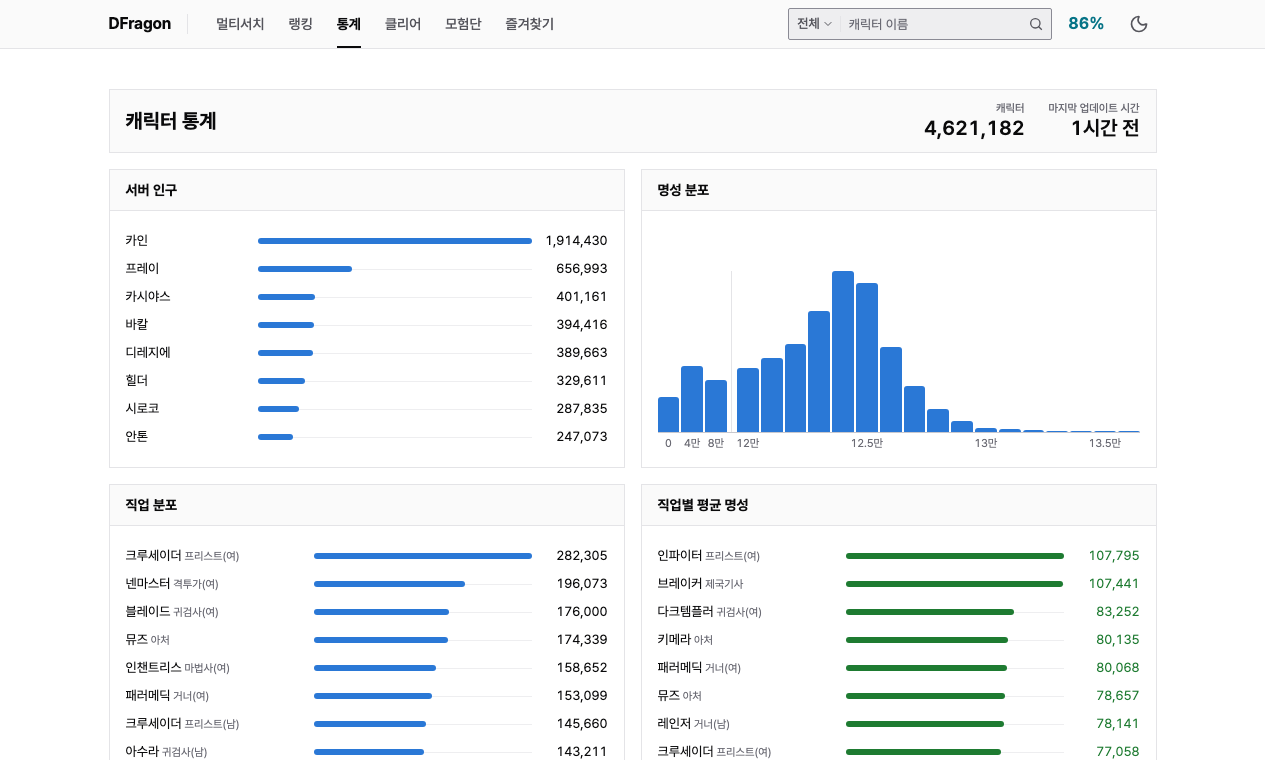 DFragon 멀티서치 랭킹 통계 클리어 모험단 즐겨찾기 전체 캐릭터 이름 86%
캐릭터 통계
캐릭터
4,621,182
마지막 업데이트 시간
1시간 전
서버 인구
카인 1,914,430
프레이 656,993
카시야스 401,161
바칼 394,416
디레지에 389,663
힐더 329,611
시로코 287,835
안톤 247,073
명성 분포
0 4만 8만 12만 12.5만 13만 13.5만
직업 분포
크루세이더 프리스트(여) 282,305
넨마스터 격투가(여) 196,073
블레이드 귀검사(여) 176,000
뮤즈 아처 174,339
인챈트리스 마법사(여) 158,652
패러메딕 거너(여) 153,099
크루세이더 프리스트(남) 145,660
아수라 귀검사(남) 143,211
직업별 평균 명성
인파이터 프리스트(여) 107,795
브레이커 제국기사 107,441
다크템플러 귀검사(여) 83,252
키메라 아처 80,135
패러메딕 거너(여) 80,068
뮤즈 아처 78,657
레인저 거너(남) 78,141
크루세이더 프리스트(여) 77,058